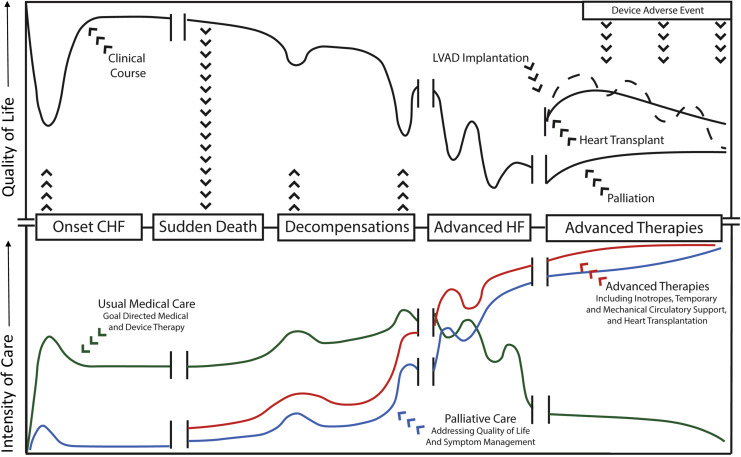 Device Adverse Event
Clinical
Course
LVAD Implantation
Heart Transplant
Palliation
Quality of Life
Onset CHF
Sudden Death
Decompensations
Advanced HF
Advanced Therapies
Intensity of Care
Usual Medical Care
Goal Directed Medical
and Device Therapy
Advanced Therapies
Including Inotropes, Temporary
and Mechanical Circulatory Support,
and Heart Transplantation
Palliative Care
Addressing Quality of Life
And Symptom Management